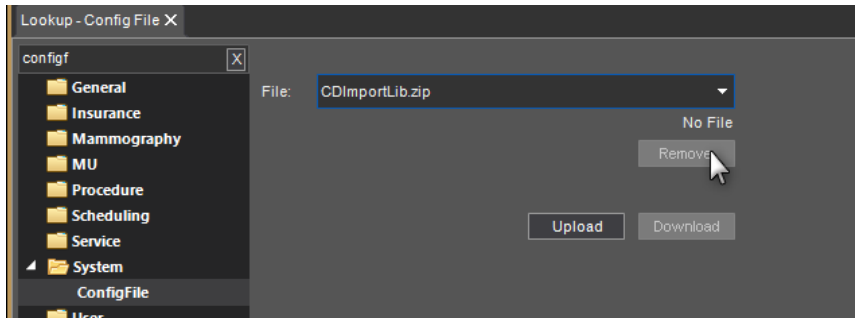 Lookup - Config File X
configf X
General
Insurance
Mammography
MU
Procedure
Scheduling
Service
System
ConfigFile
User
File: CDImportLib.zip
No File
Remove
Upload Download